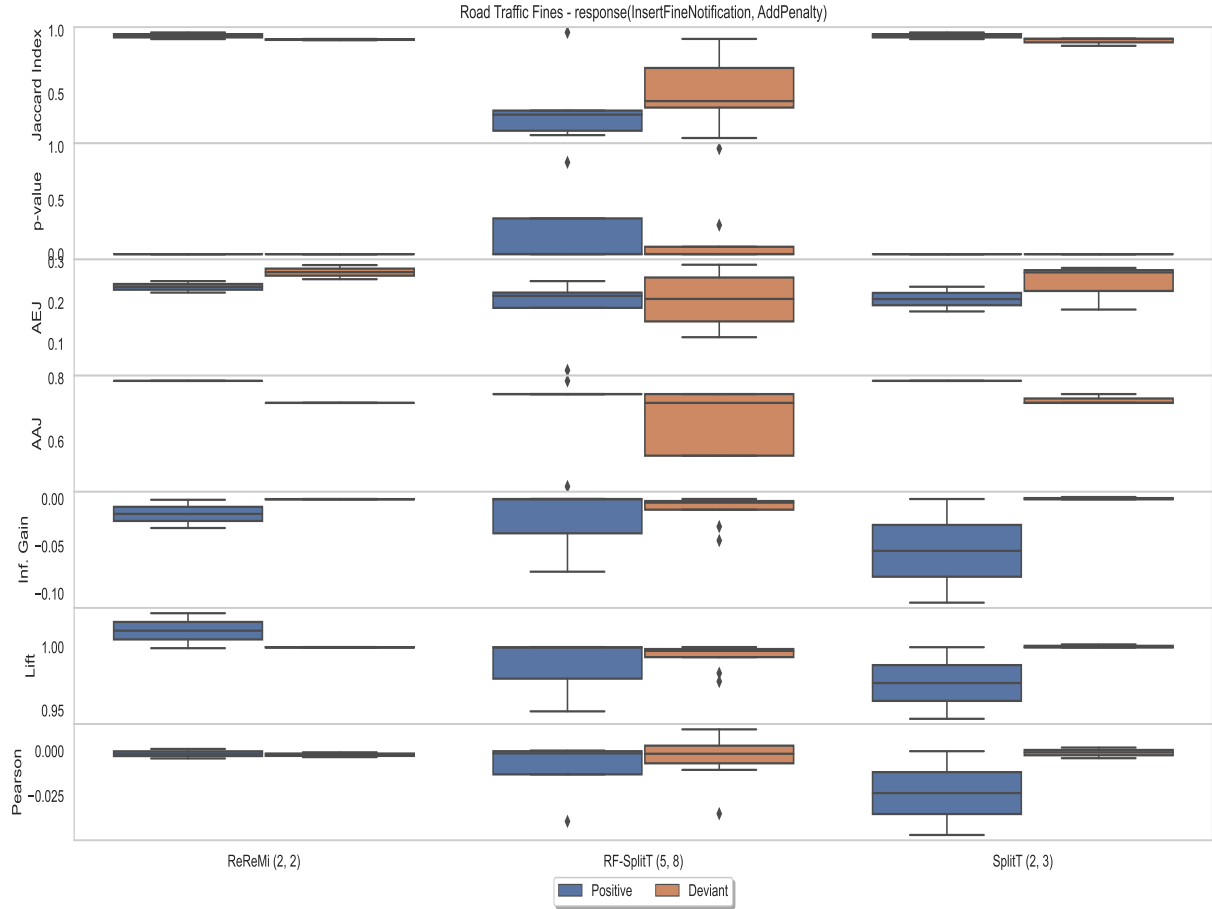 Road Traffic Fines - response(InsertFineNotification, AddPenalty)
Jaccard Index
1.0
0.5
0.0
p-value
1.0
0.5
0.0
AEJ
0.3
0.2
0.1
AAJ
0.8
0.6
Inf. Gain
0.00
−0.05
−0.10
Lift
1.00
0.95
Pearson
0.000
−0.025
ReReMi (2, 2)
RF-SplitT (5, 8)
SplitT (2, 3)
Positive
Deviant